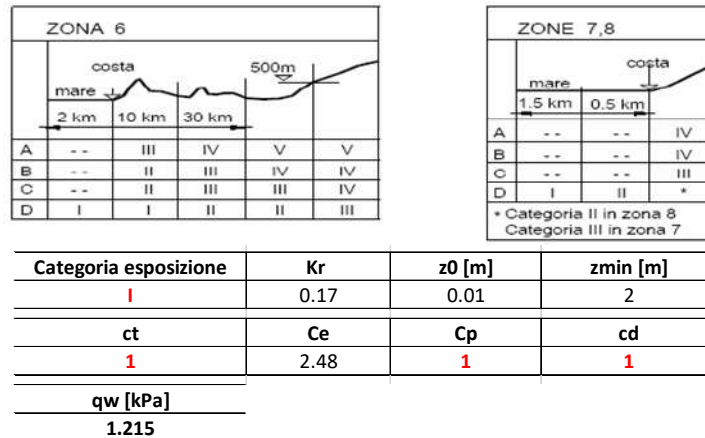 ZONA 6
costa
500m
mare
2 km 10 km 30 km
A -- III IV V V
B -- II III IV IV
C -- II III III IV
D I I II II III
ZONE 7,8
costa
mare
1.5 km 0.5 km
A -- -- IV
B -- -- IV
C -- -- III
D I II *
* Categoria II in zona 8
Categoria III in zona 7
Categoria esposizione Kr z0 [m] zmin [m]
I 0.17 0.01 2
ct Ce Cp cd
1 2.48 1 1
qw [kPa]
1.215